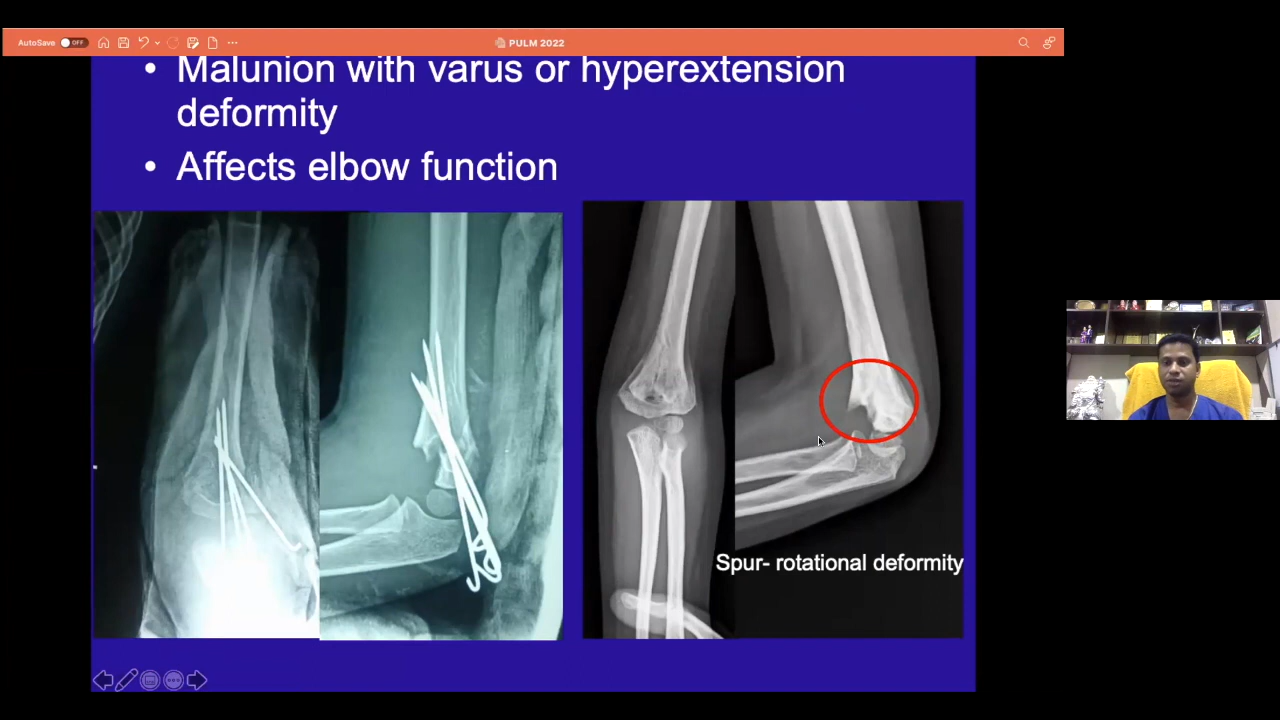 AutoSave OFF
PULM 2022
• Malunion with varus or hyperextension
deformity
• Affects elbow function
Spur- rotational deformity